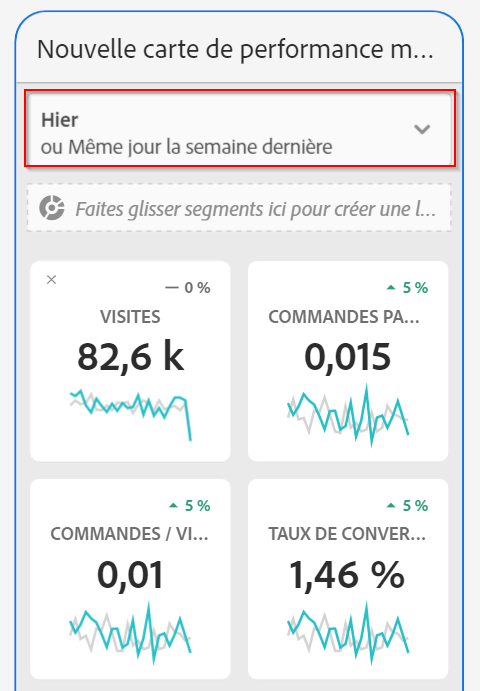 Nouvelle carte de performance m...
Hier
ou Même jour la semaine dernière
Faites glisser segments ici pour créer une l...
0 %
VISITES
82,6 k
5 %
COMMANDES PA...
0,015
5 %
COMMANDES / VI...
0,01
5 %
TAUX DE CONVER...
1,46 %